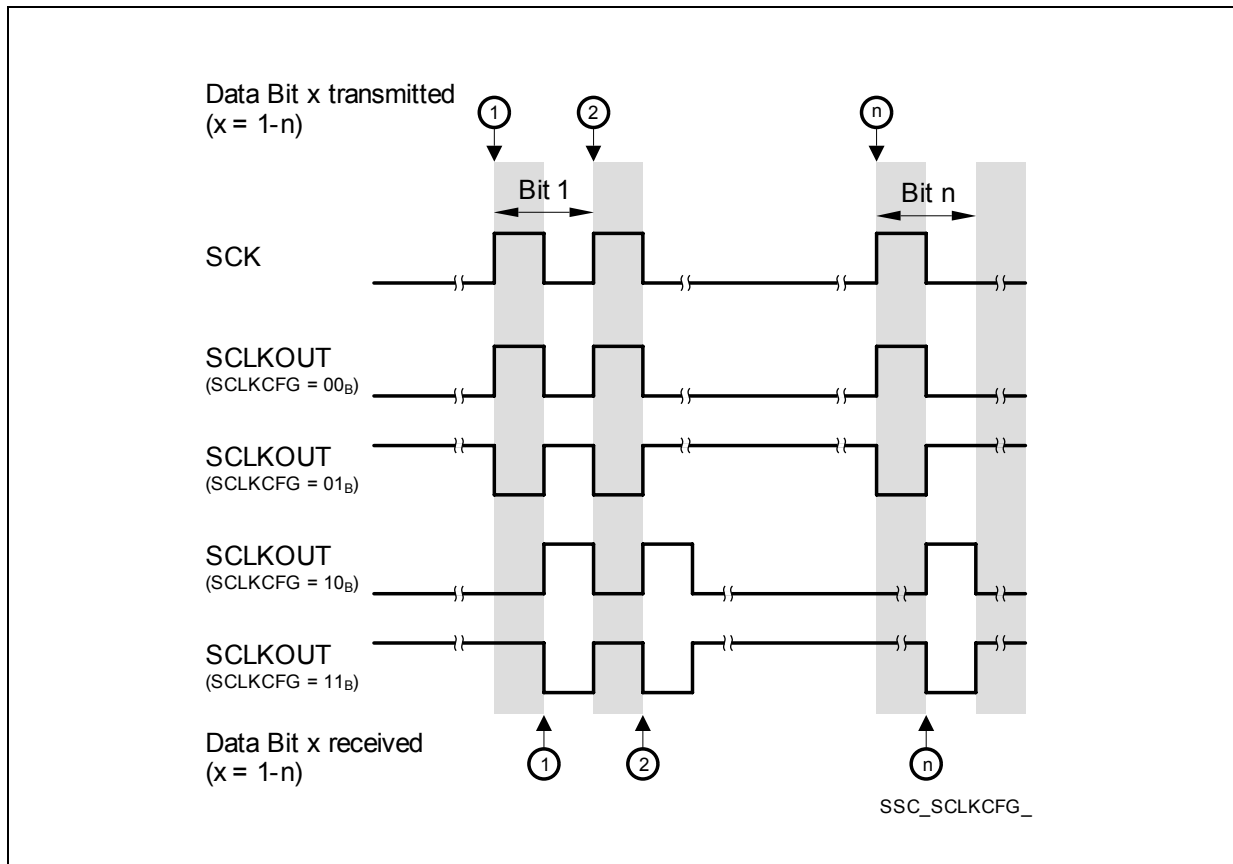 Data Bit x transmitted
(x = 1-n)
1
2
n
Bit 1
Bit n
SCK
SCLKOUT
(SCLKCFG = 00B)
SCLKOUT
(SCLKCFG = 01B)
SCLKOUT
(SCLKCFG = 10B)
SCLKOUT
(SCLKCFG = 11B)
Data Bit x received
(x = 1-n)
1
2
n
SSC_SCLKCFG_